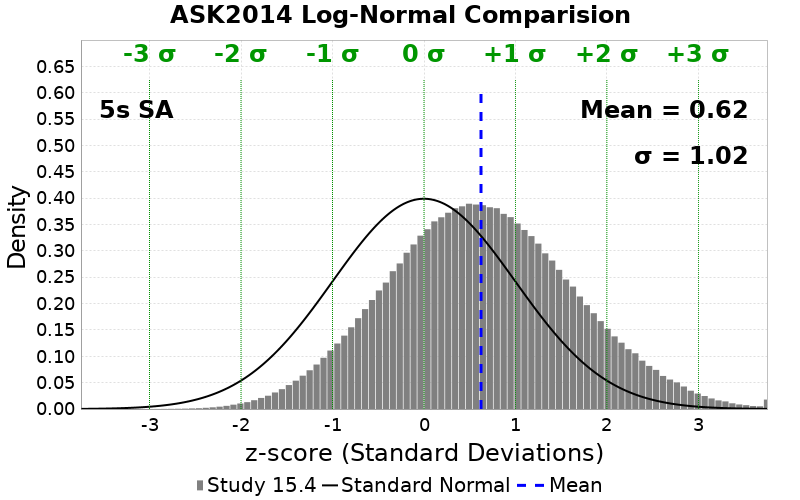 ASK2014 Log-Normal Comparision
-3 σ -2 σ -1 σ 0 σ +1 σ +2 σ +3 σ
5s SA
Mean = 0.62
σ = 1.02
Density
0.65
0.60
0.55
0.50
0.45
0.40
0.35
0.30
0.25
0.20
0.15
0.10
0.05
0.00
-3 -2 -1 0 1 2 3
z-score (Standard Deviations)
Study 15.4 Standard Normal Mean